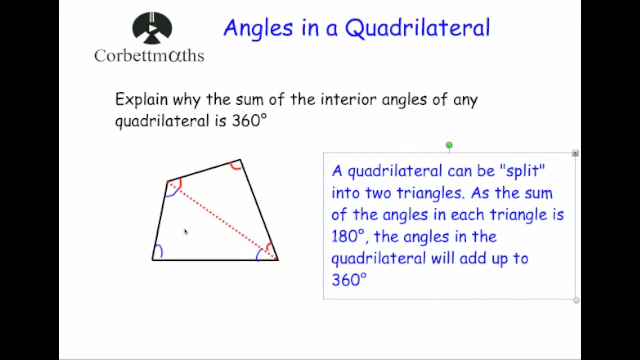 Angles in a Quadrilateral
Corbettmαths
Explain why the sum of the interior angles of any
quadrilateral is 360°
A quadrilateral can be "split"
into two triangles. As the sum
of the angles in each triangle is
180°, the angles in the
quadrilateral will add up to
360°